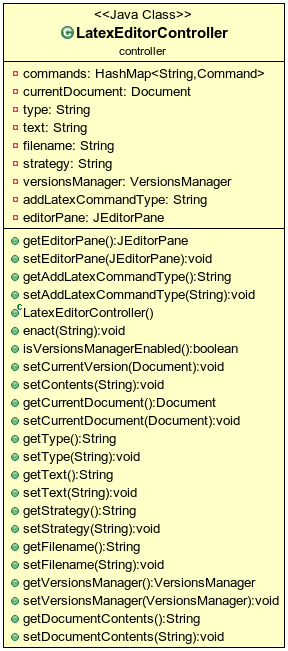 <<Java Class>>
LatexEditorController
controller
commands: HashMap<String,Command>
currentDocument: Document
type: String
text: String
filename: String
strategy: String
versionsManager: VersionsManager
addLatexCommandType: String
editorPane: JEditorPane
getEditorPane():JEditorPane
setEditorPane(JEditorPane):void
getAddLatexCommandType():String
setAddLatexCommandType(String):void
LatexEditorController()
enact(String):void
isVersionsManagerEnabled():boolean
setCurrentVersion(Document):void
setContents(String):void
getCurrentDocument():Document
setCurrentDocument(Document):void
getType():String
setType(String):void
getText():String
setText(String):void
getStrategy():String
setStrategy(String):void
getFilename():String
setFilename(String):void
getVersionsManager():VersionsManager
setVersionsManager(VersionsManager):void
getDocumentContents():String
setDocumentContents(String):void